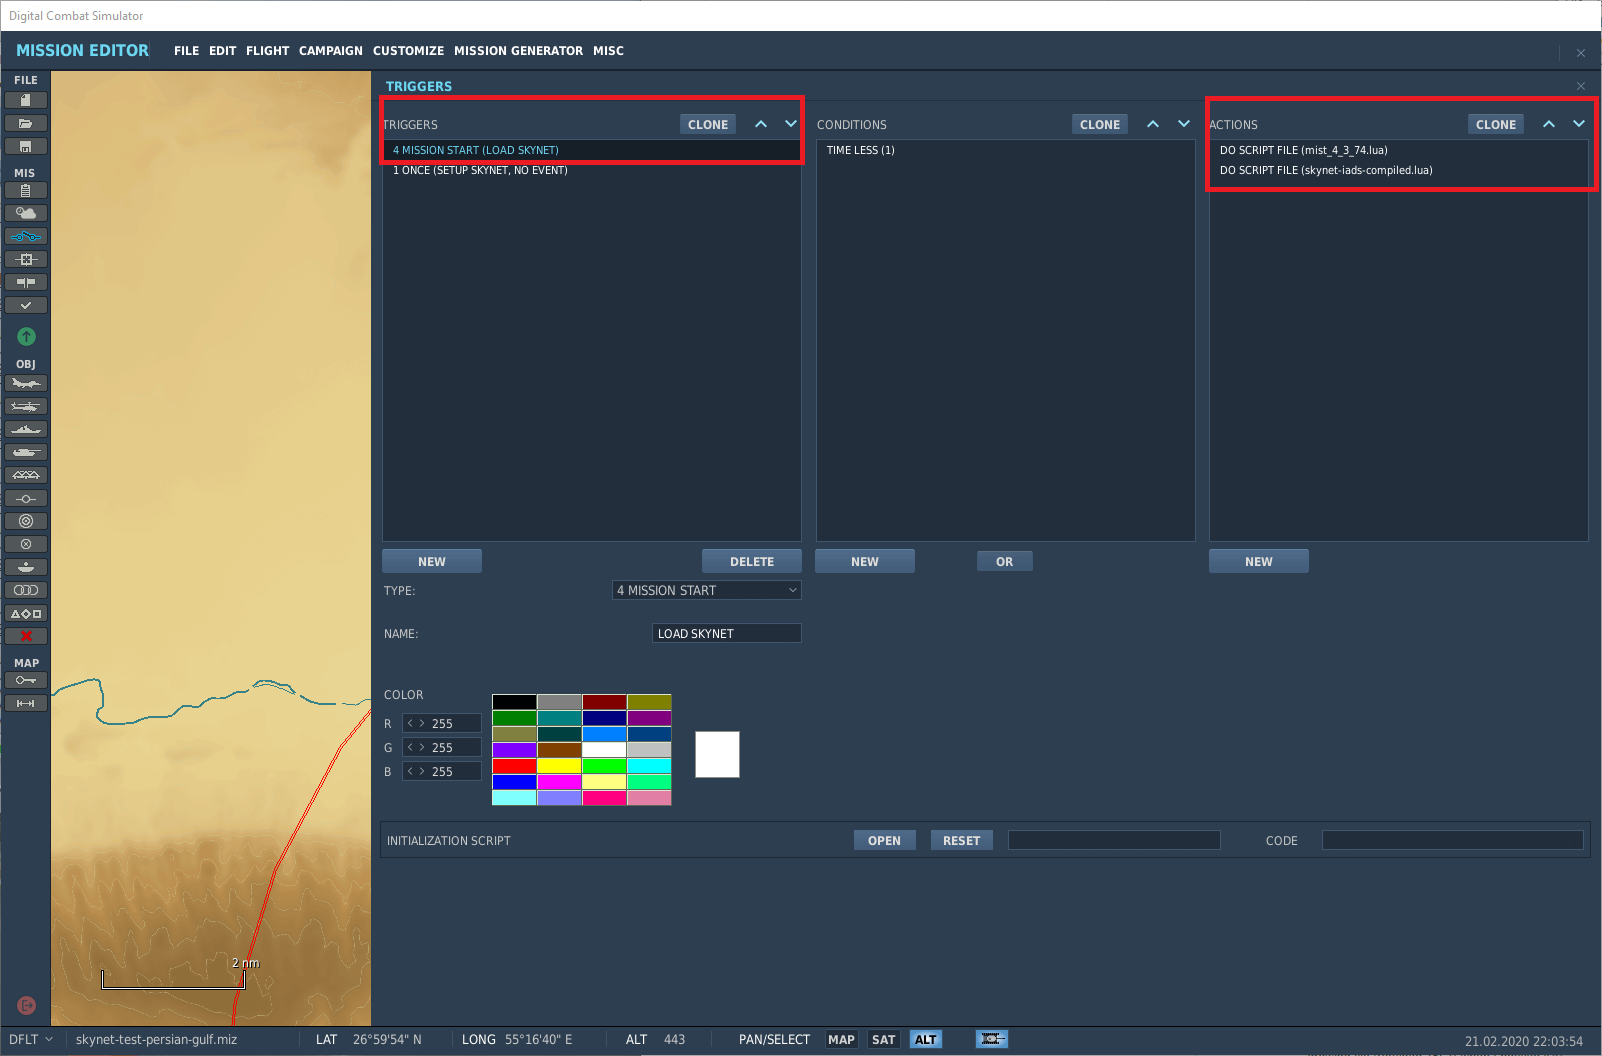 Digital Combat Simulator
MISSION EDITOR FILE EDIT FLIGHT CAMPAIGN CUSTOMIZE MISSION GENERATOR MISC
FILE
MIS
OBJ
MAP
TRIGGERS
TRIGGERS CLONE
4 MISSION START (LOAD SKYNET)
1 ONCE (SETUP SKYNET, NO EVENT)
NEW DELETE
CONDITIONS CLONE
TIME LESS (1)
NEW OR
ACTIONS CLONE
DO SCRIPT FILE (mist_4_3_74.lua)
DO SCRIPT FILE (skynet-iads-compiled.lua)
NEW
TYPE: 4 MISSION START
NAME: LOAD SKYNET
COLOR
R < > 255
G < > 255
B < > 255
INITIALIZATION SCRIPT OPEN RESET CODE
2 nm
DFLT skynet-test-persian-gulf.miz LAT 26°59'54" N LONG 55°16'40" E ALT 443 PAN/SELECT MAP SAT ALT 21.02.2020 22:03:54